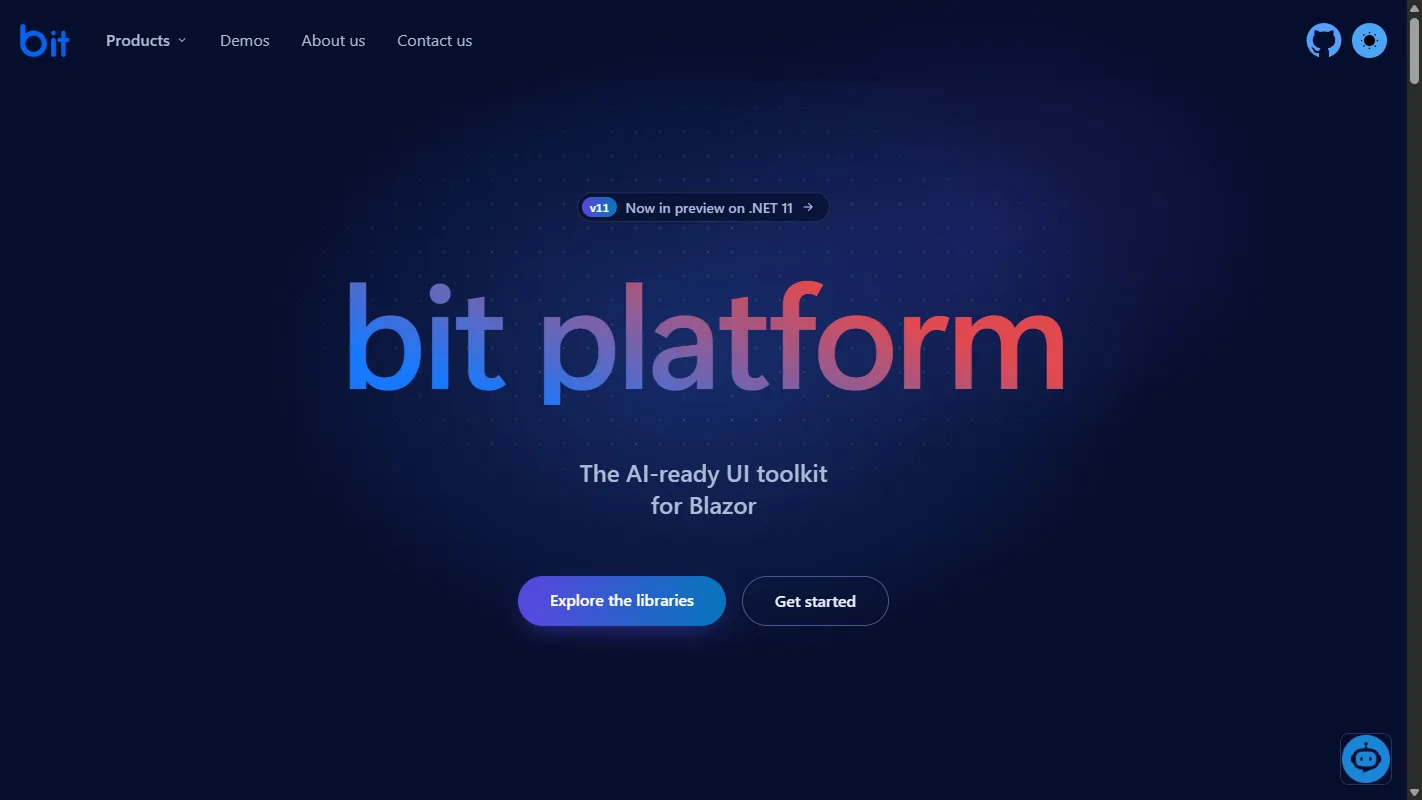 bit
Products
Demos
About us
Contact us
v11 Now in preview on .NET 11 →
bit platform
The AI-ready UI toolkit
for Blazor
Explore the libraries
Get started